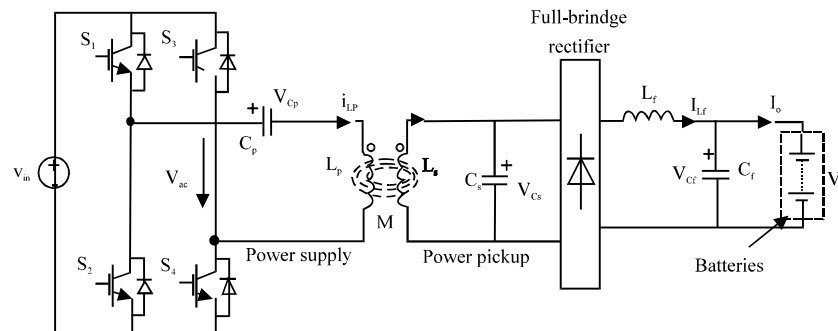 Full-brindge
rectifier
S1
S3
VCp
iLP
Lf
ILf
Io
Cp
vin
Vac
Lp
Ls
Cs
VCs
VCf
Cf
V
M
S2
S4
Power supply
Power pickup
Batteries